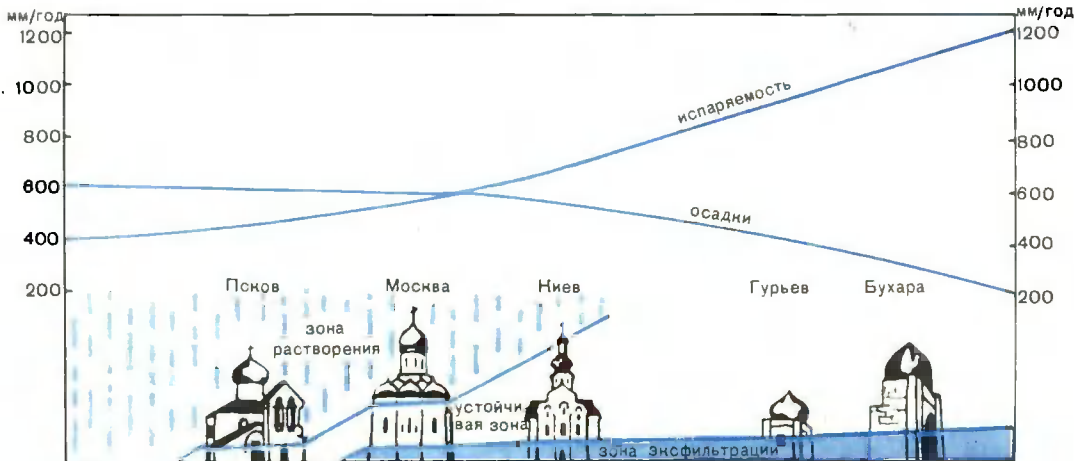 мм/год
мм/год
1200
1200
1000
1000
испаряемость
800
800
600
600
осадки
400
400
Псков
Москва
Киев
Гурьев
Бухара
200
200
зона
растворения
устойчи
вая зона
зона эксфильтрации